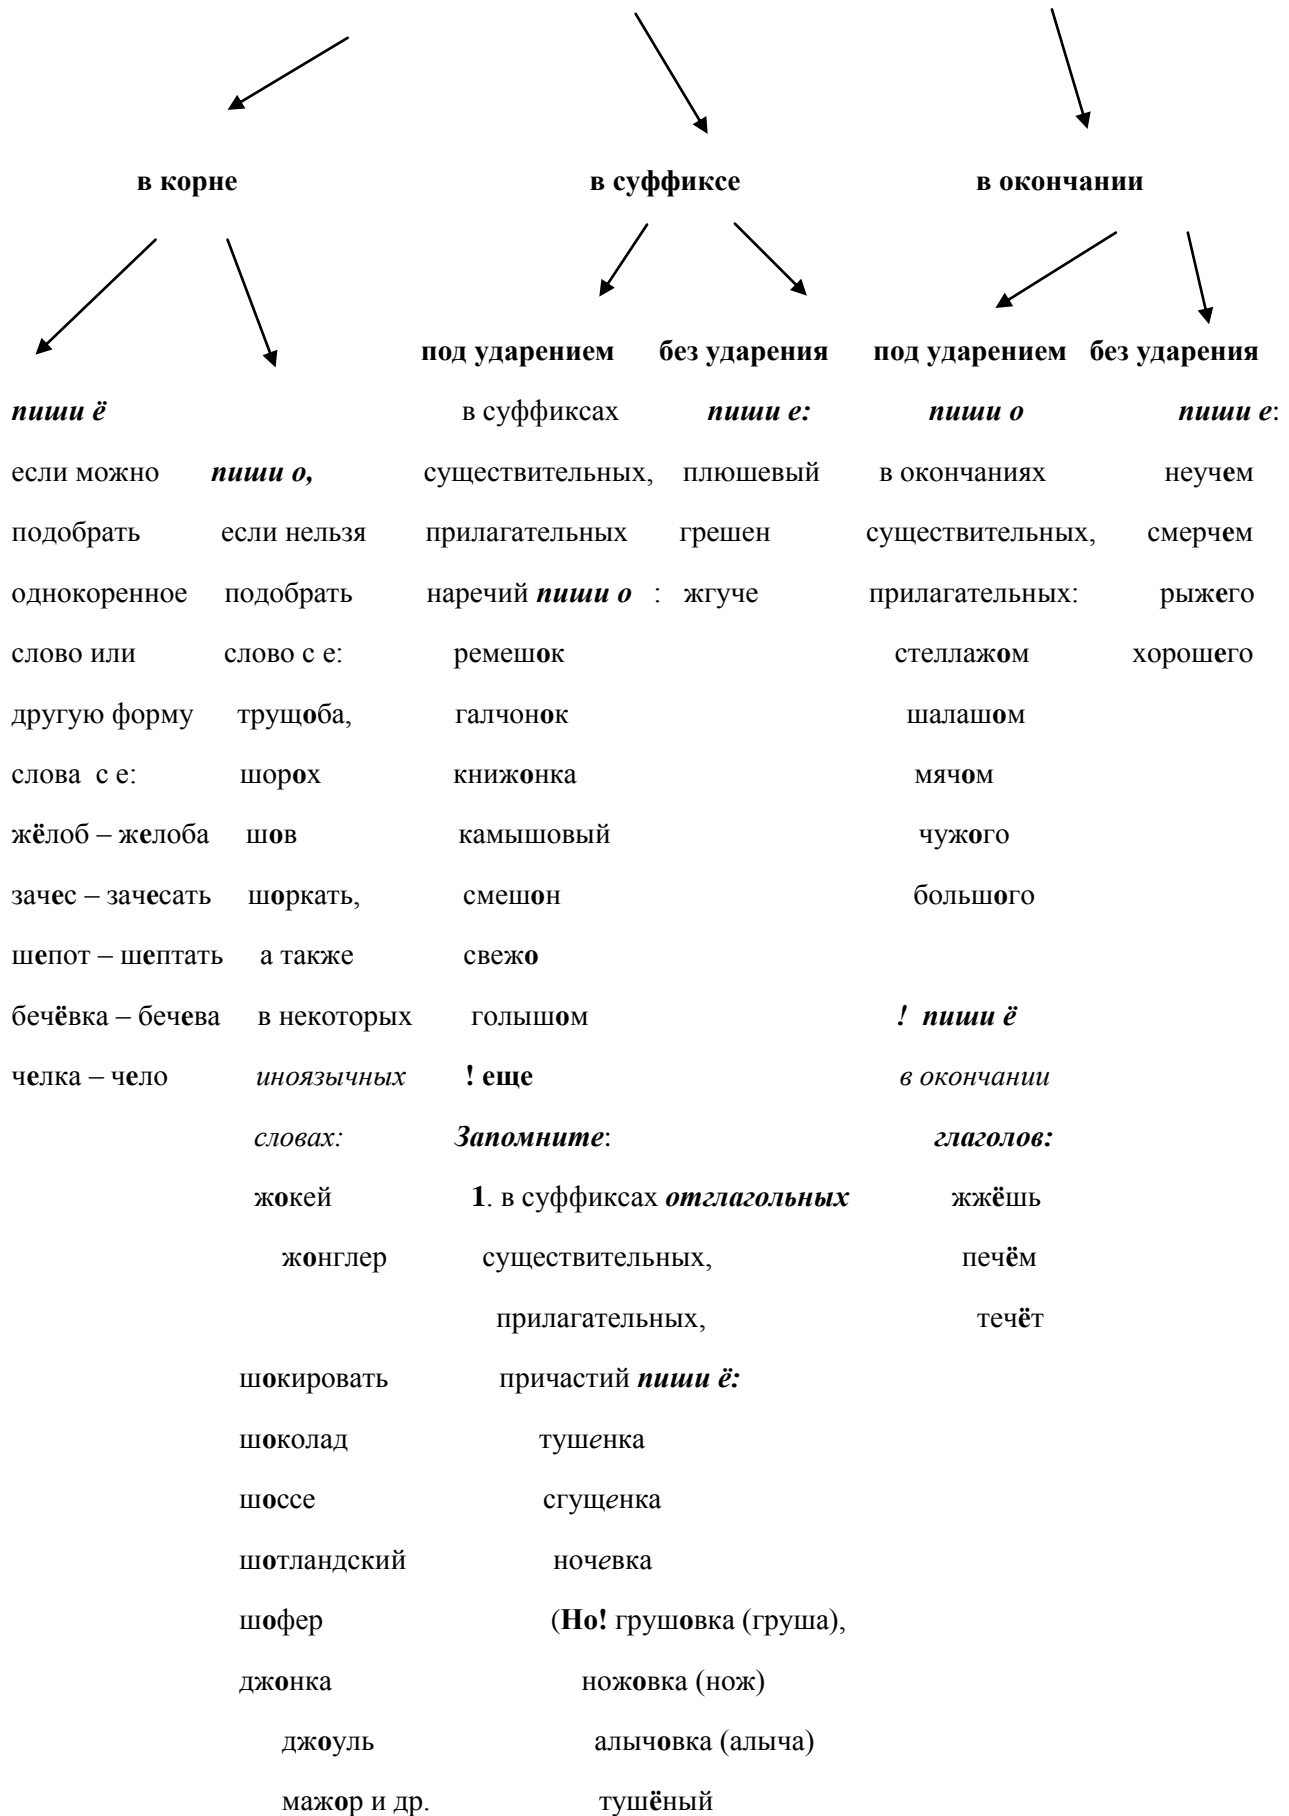 в корне в суффиксе в окончании
под ударением без ударения под ударением без ударения
пиши ё в суффиксах пиши е: пиши о пиши е:
если можно пиши о, существительных, плюшевый в окончаниях неучем
подобрать если нельзя прилагательных грешен существительных, смерчем
однокоренное подобрать наречий пиши о : жгуче прилагательных: рыжего
слово или слово с е: ремешок стеллажом хорошего
другую форму трущоба, галчонок шалашом
слова с е: шорох книжонка мячом
жёлоб – желоба шов камышовый чужого
зачес – зачесать шоркать, смешон большого
шепот – шептать а также свежо
бечёвка – бечева в некоторых голышом ! пиши ё
челка – чело иноязычных ! еще в окончании
словах: Запомните: глаголов:
жокей 1. в суффиксах отглагольных жжёшь
жонглер существительных, печём
прилагательных, течёт
шокировать причастий пиши ё:
шоколад тушенка
шоссе сгущенка
шотландский ночевка
шофер (Но! грушовка (груша),
джонка ножовка (нож)
джоуль алычовка (алыча)
мажор и др. тушёный